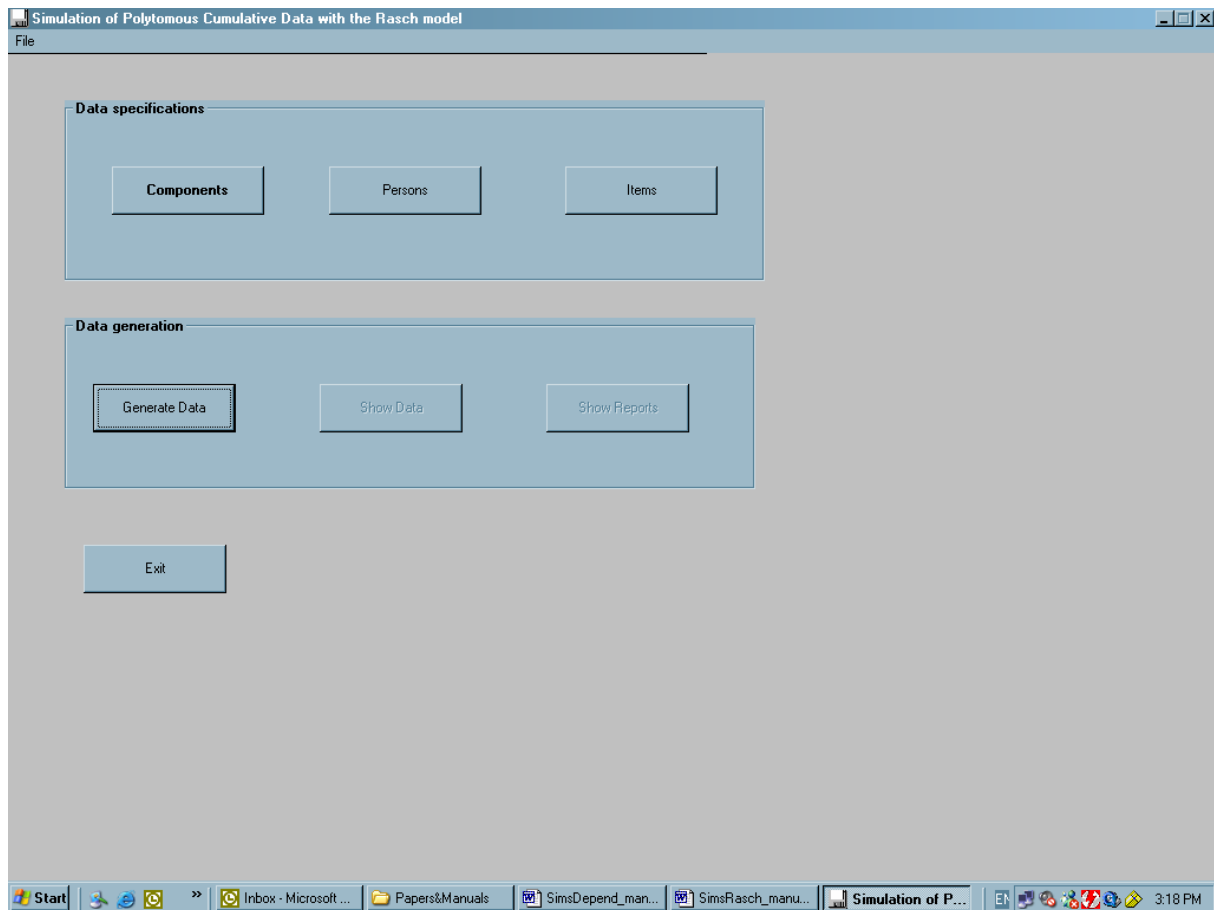 Simulation of Polytomous Cumulative Data with the Rasch model
File
Data specifications
Components Persons Items
Data generation
Generate Data Show Data Show Reports
Exit
Start » Inbox - Microsoft ... Papers&Manuals SimsDepend_man... SimsRasch_manu... Simulation of P... EN 3:18 PM